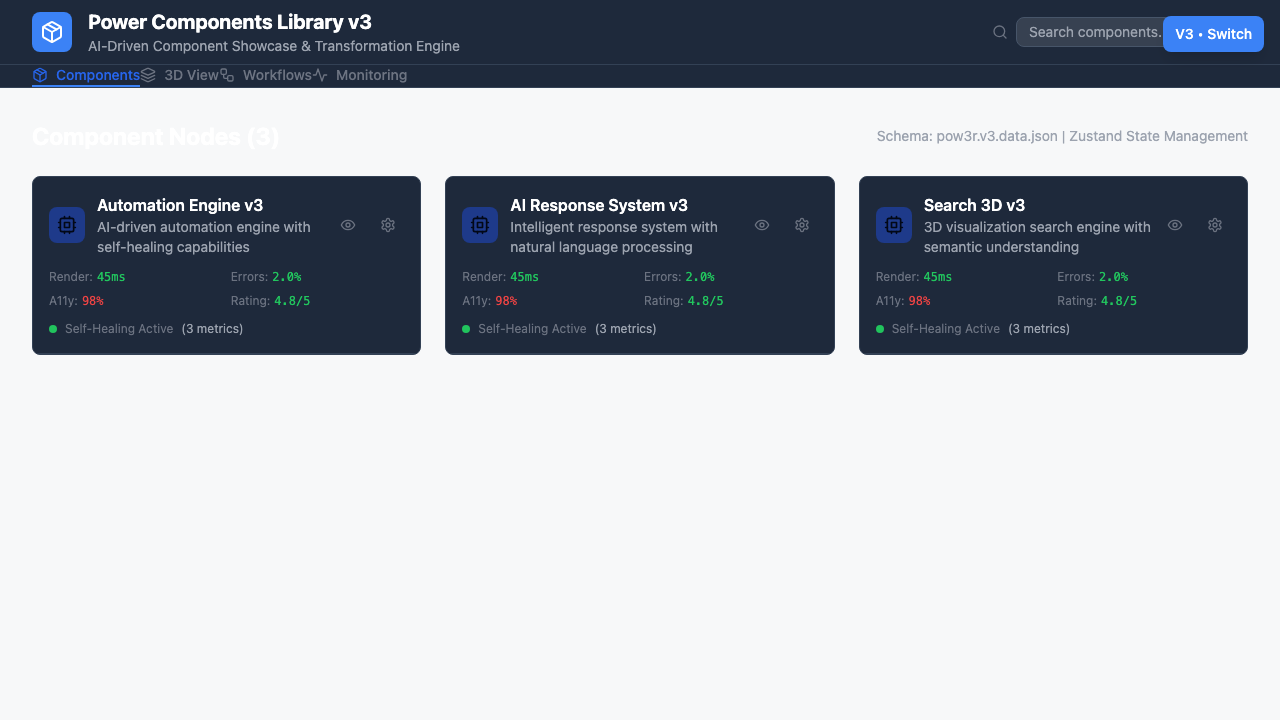 Power Components Library v3
AI-Driven Component Showcase & Transformation Engine
Search components.
V3 • Switch
Components
3D View
Workflows
Monitoring
Component Nodes (3)
Schema: pow3r.v3.data.json | Zustand State Management
Automation Engine v3
AI-driven automation engine with
self-healing capabilities
Render: 45ms
Errors: 2.0%
A11y: 98%
Rating: 4.8/5
Self-Healing Active (3 metrics)
AI Response System v3
Intelligent response system with
natural language processing
Render: 45ms
Errors: 2.0%
A11y: 98%
Rating: 4.8/5
Self-Healing Active (3 metrics)
Search 3D v3
3D visualization search engine with
semantic understanding
Render: 45ms
Errors: 2.0%
A11y: 98%
Rating: 4.8/5
Self-Healing Active (3 metrics)